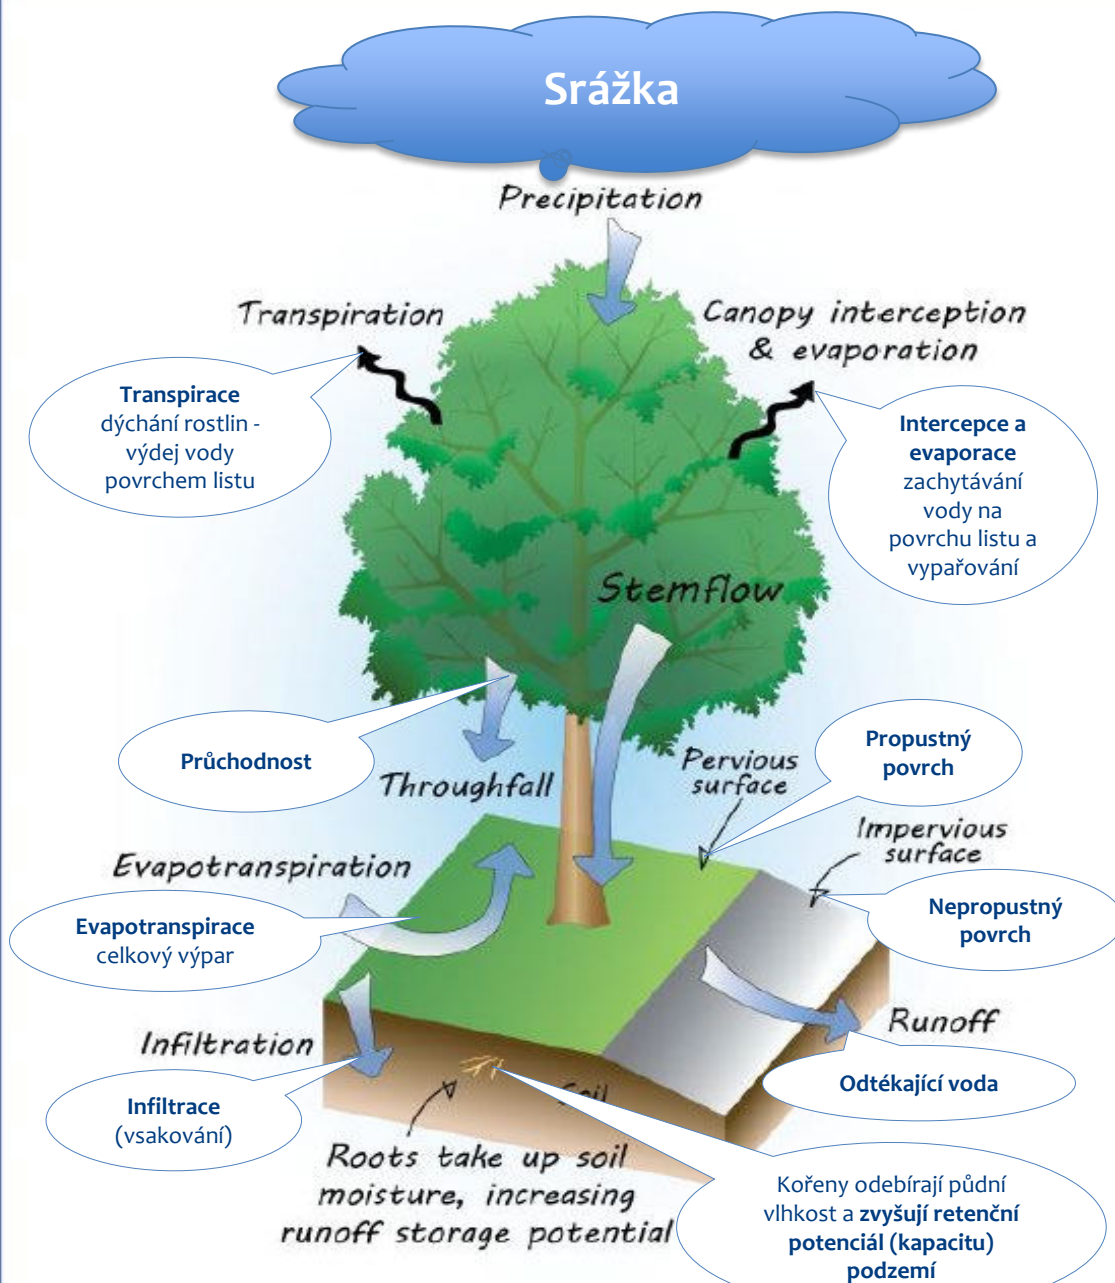 Srážka
Precipitation
Transpiration
Canopy interception
& evaporation
Transpirace
dýchání rostlin -
výdej vody
povrchem listu
Intercepce a
evaporace
zachytávání
vody na
povrchu listu a
vypařování
Stemflow
Průchodnost
Throughfall
Pervious
surface
Propustný
povrch
Impervious
surface
Nepropustný
povrch
Evapotranspiration
Evapotranspirace
celkový výpar
Infiltration
Infiltrace
(vsakování)
Runoff
Odtékající voda
Soil
Roots take up soil
moisture, increasing
runoff storage potential
Kořeny odebírají půdní
vlhkost a zvyšují retenční
potenciál (kapacitu)
podzemí